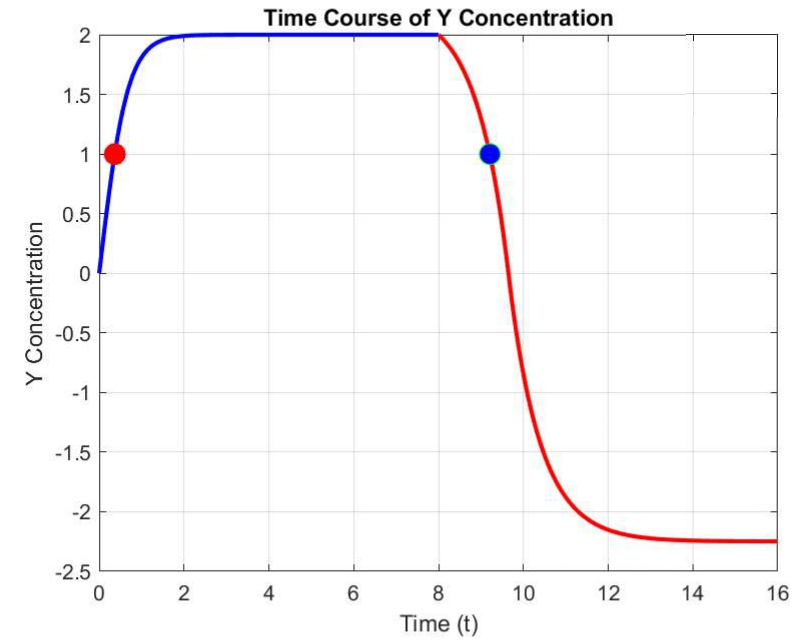 Time Course of Y Concentration
2
1.5
1
0.5
0
-0.5
-1
-1.5
-2
-2.5
Y Concentration
0 2 4 6 8 10 12 14 16
Time (t)